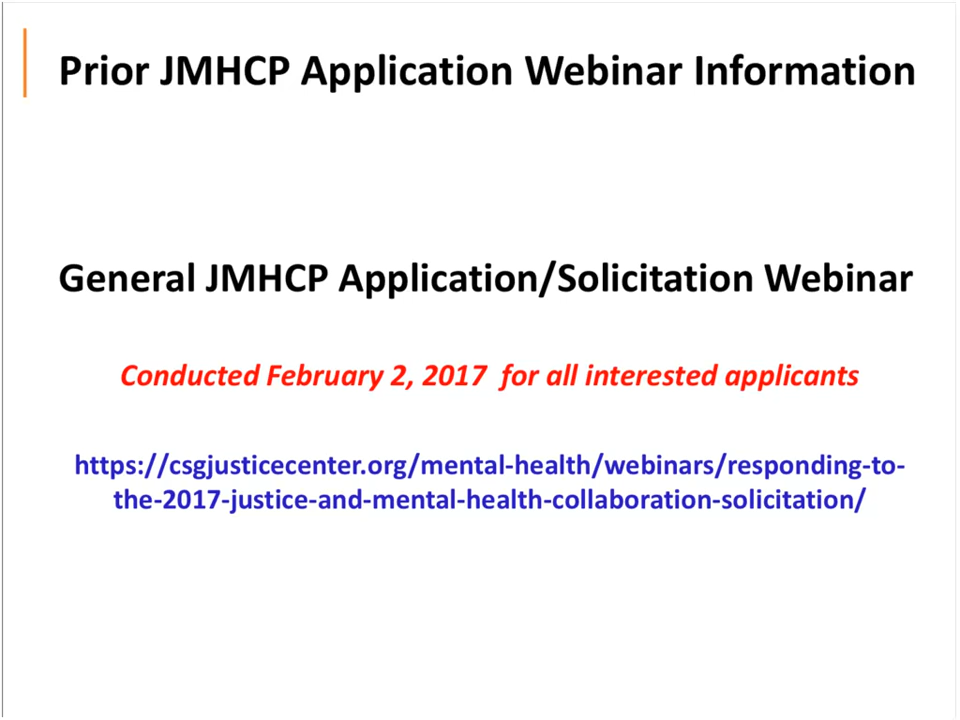 Prior JMHCP Application Webinar Information
General JMHCP Application/Solicitation Webinar
Conducted February 2, 2017 for all interested applicants
https://csgjusticecenter.org/mental-health/webinars/responding-to-
the-2017-justice-and-mental-health-collaboration-solicitation/